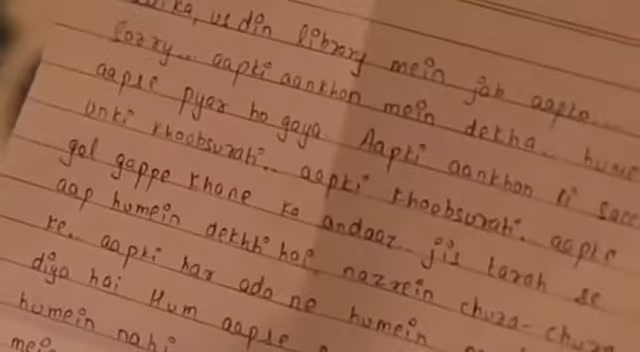 us din library mein jab aapko...
sorry... aapki aankhon mein dekha... humein
aapse pyar ho gaya. Aapki aankhon ki
unki khoobsurati.. aapki khoobsurati. aapke
gol gappe khane ka andaaz.. jis tarah se
aap humein dekhti hai, nazrein chura-chura
ke.. aapki har ada ne humein
diya hai. Hum aapse
humein nahi
mein